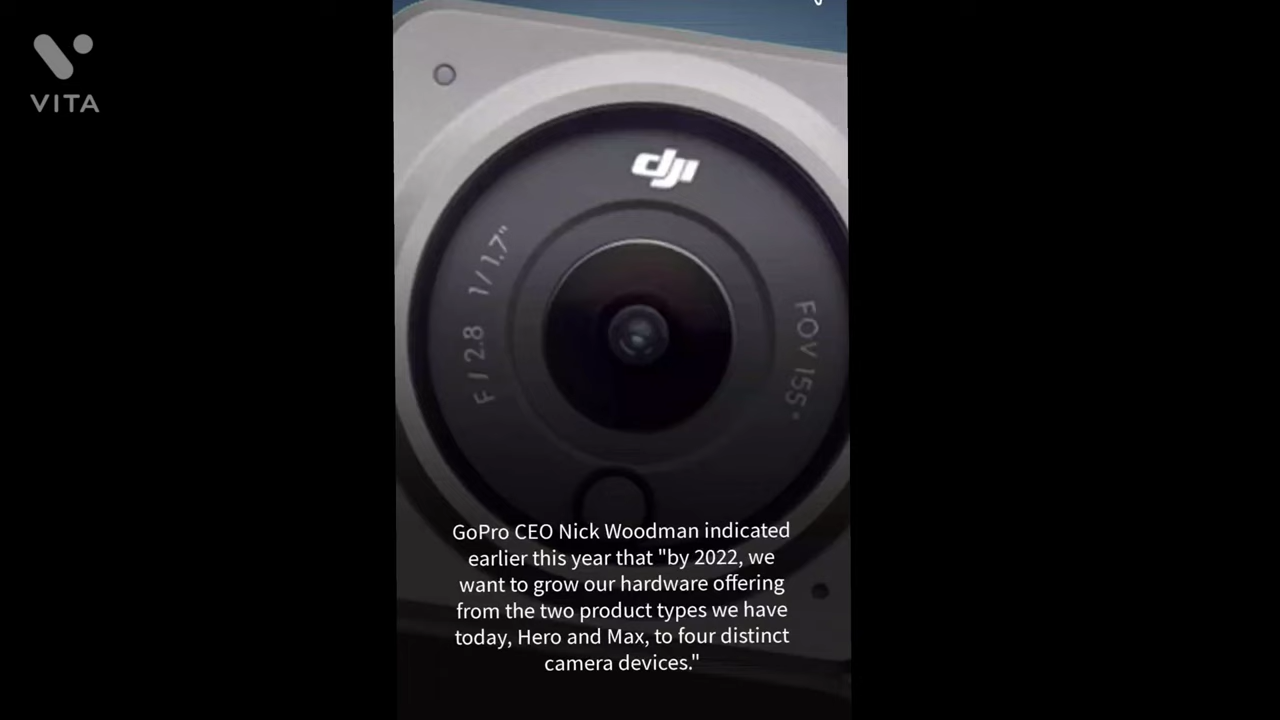 VITA
dji
F / 2.8 1/1.7"
FOV 155°
GoPro CEO Nick Woodman indicated
earlier this year that "by 2022, we
want to grow our hardware offering
from the two product types we have
today, Hero and Max, to four distinct
camera devices."